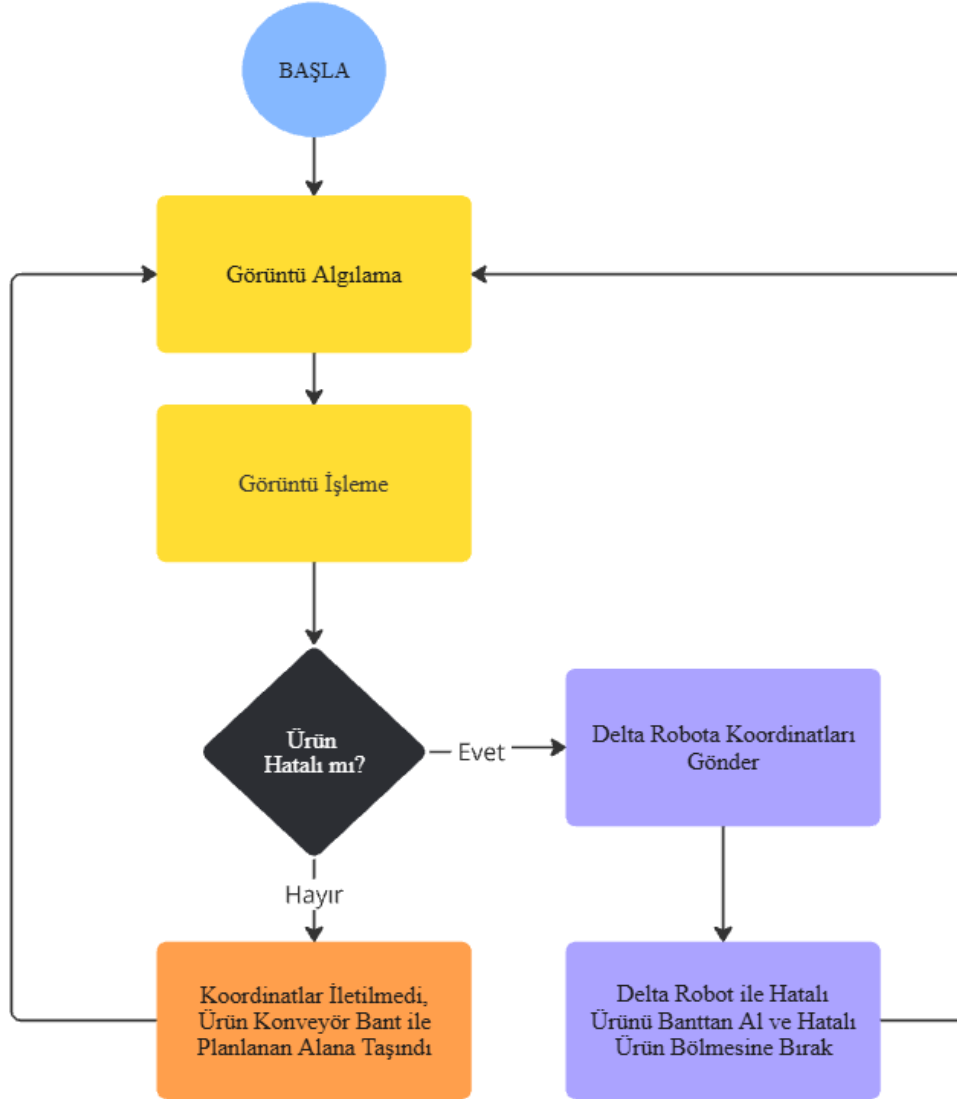 BAŞLA
Görüntü Algılama
Görüntü İşleme
Ürün
Hatalı mı?
Evet
Delta Robota Koordinatları
Gönder
Hayır
Koordinatlar İletilmedi,
Ürün Konveyör Bant ile
Planlanan Alana Taşındı
Delta Robot ile Hatalı
Ürünü Banttan Al ve Hatalı
Ürün Bölmesine Bırak